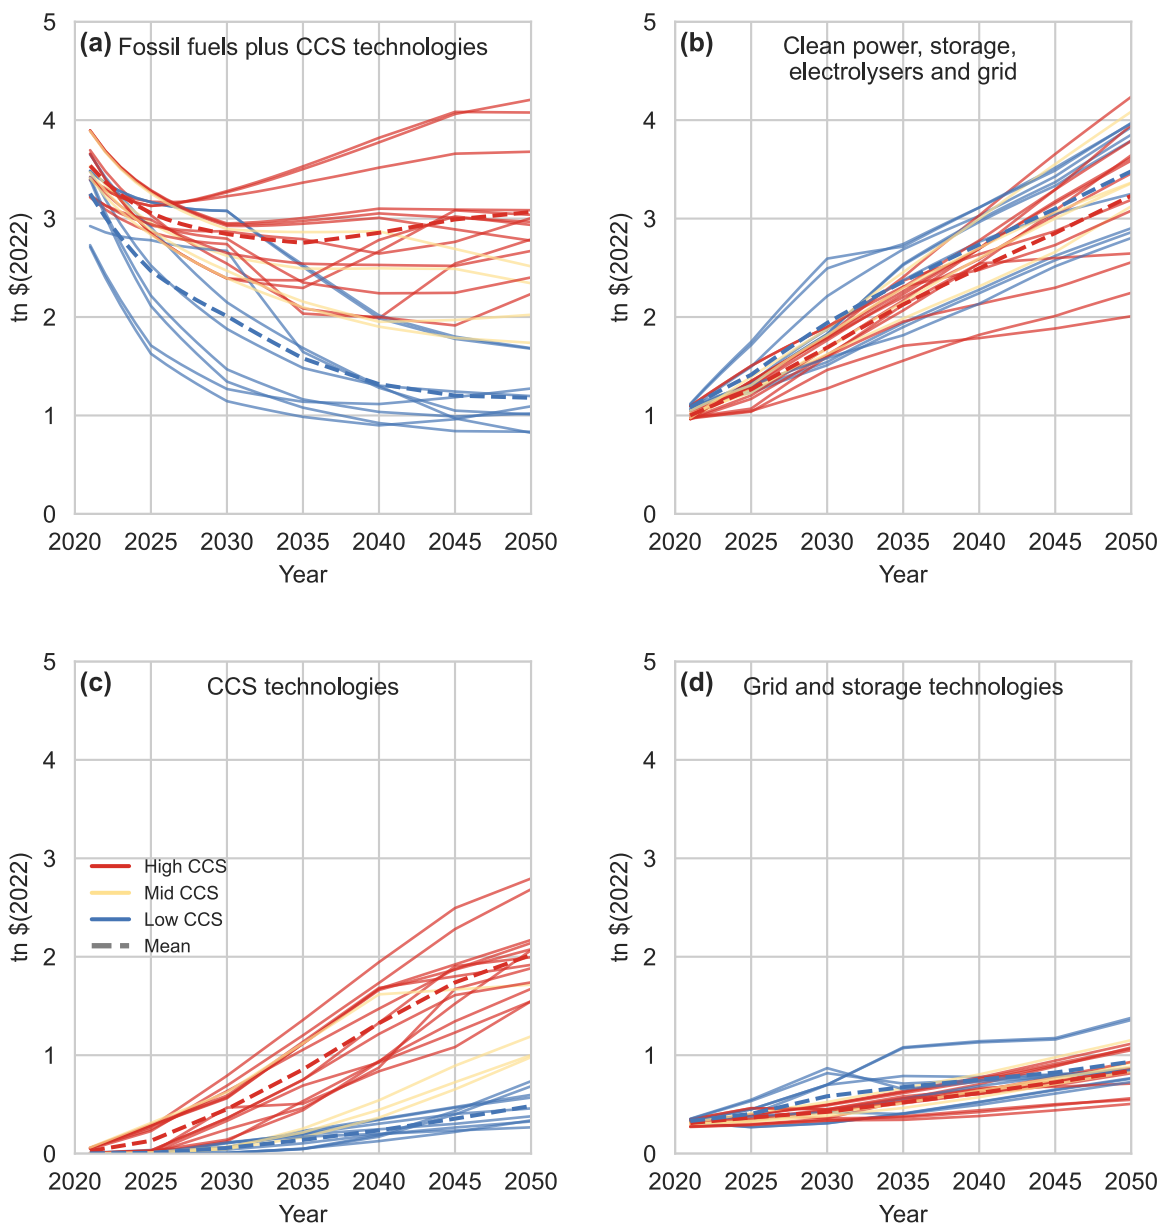 (a) Fossil fuels plus CCS technologies
5
4
3
2
1
0
tn $(2022)
2020 2025 2030 2035 2040 2045 2050
Year
(b) Clean power, storage,
electrolysers and grid
5
4
3
2
1
0
tn $(2022)
2020 2025 2030 2035 2040 2045 2050
Year
(c) CCS technologies
5
4
3
2
1
0
tn $(2022)
High CCS
Mid CCS
Low CCS
Mean
2020 2025 2030 2035 2040 2045 2050
Year
(d) Grid and storage technologies
5
4
3
2
1
0
tn $(2022)
2020 2025 2030 2035 2040 2045 2050
Year